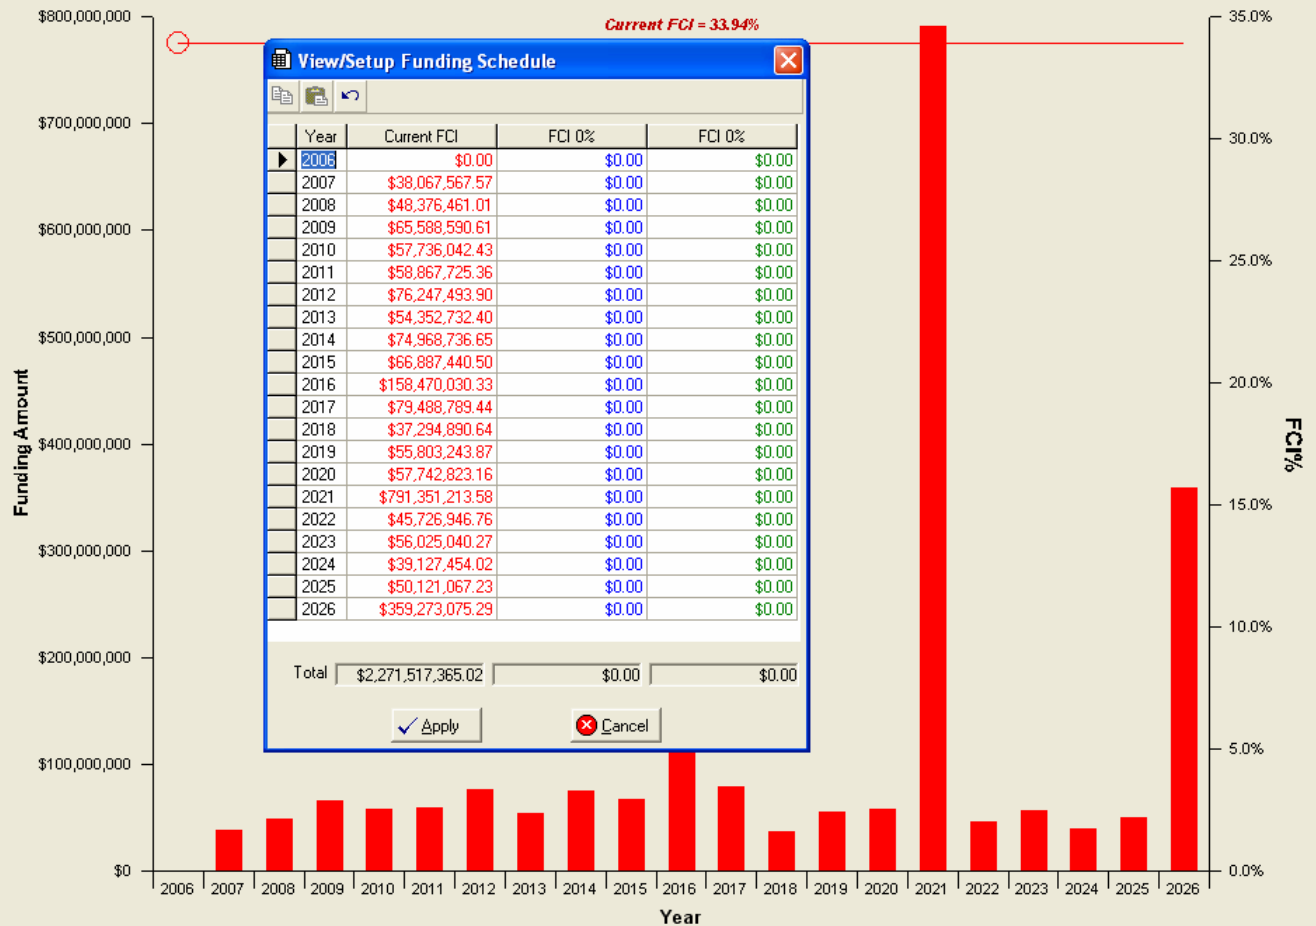 $800,000,000
Current FCI = 33.94%
35.0%
View/Setup Funding Schedule
$700,000,000
30.0%
Year Current FCI FCI 0% FCI 0%
2006 $0.00 $0.00 $0.00
2007 $38,067,567.57 $0.00 $0.00
2008 $48,376,461.01 $0.00 $0.00
$600,000,000
2009 $65,588,590.61 $0.00 $0.00
2010 $57,736,042.43 $0.00 $0.00
25.0%
2011 $58,867,725.36 $0.00 $0.00
2012 $76,247,493.90 $0.00 $0.00
2013 $54,352,732.40 $0.00 $0.00
$500,000,000
2014 $74,968,736.65 $0.00 $0.00
2015 $66,887,440.50 $0.00 $0.00
2016 $158,470,030.33 $0.00 $0.00
20.0%
2017 $79,488,789.44 $0.00 $0.00
2018 $37,294,890.64 $0.00 $0.00
Funding Amount
$400,000,000
FCI%
2019 $55,803,243.87 $0.00 $0.00
2020 $57,742,823.16 $0.00 $0.00
2021 $791,351,213.58 $0.00 $0.00
15.0%
2022 $45,726,946.76 $0.00 $0.00
2023 $56,025,040.27 $0.00 $0.00
$300,000,000
2024 $39,127,454.02 $0.00 $0.00
2025 $50,121,067.23 $0.00 $0.00
2026 $359,273,075.29 $0.00 $0.00
10.0%
$200,000,000
Total $2,271,517,365.02 $0.00 $0.00
Apply Cancel
5.0%
$100,000,000
$0
0.0%
2006 2007 2008 2009 2010 2011 2012 2013 2014 2015 2016 2017 2018 2019 2020 2021 2022 2023 2024 2025 2026
Year